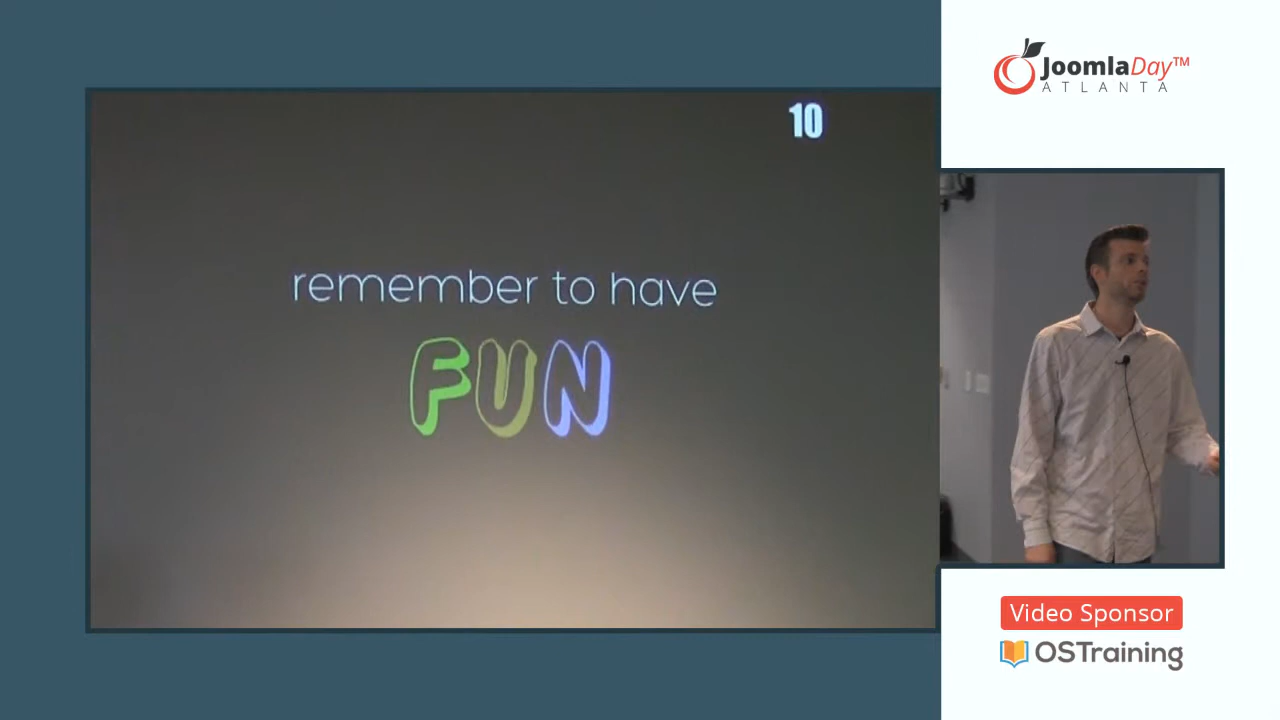 10
remember to have
FUN
JoomlaDay™
ATLANTA
Video Sponsor
OSTraining